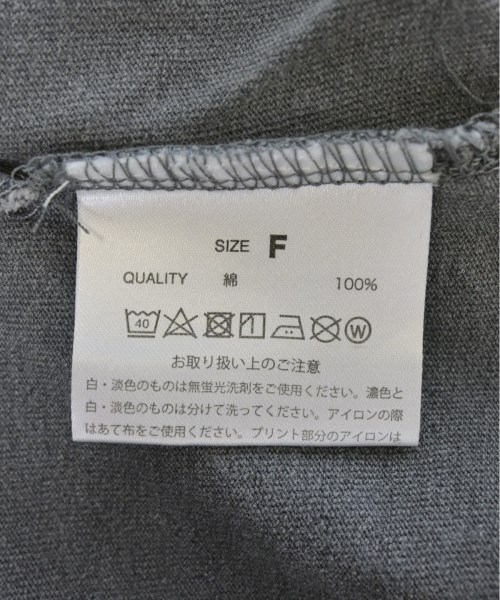 SIZE F
QUALITY 綿 100%
40 W
お取り扱い上のご注意
白・淡色のものは無蛍光洗剤をご使用ください。濃色と
白・淡色のものは分けて洗ってください。アイロンの際
はあて布をご使用ください。プリント部分のアイロンは